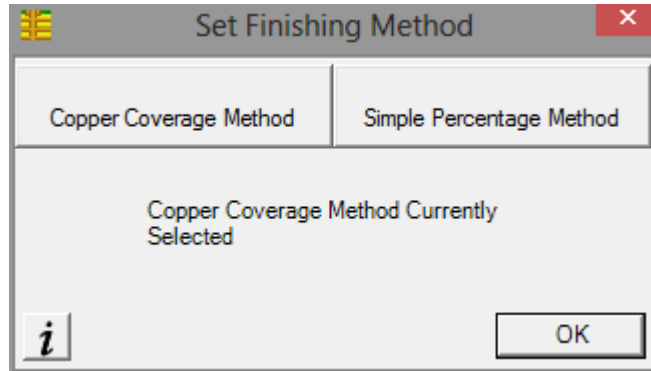 Set Finishing Method
Copper Coverage Method
Simple Percentage Method
Copper Coverage Method Currently
Selected
i
OK